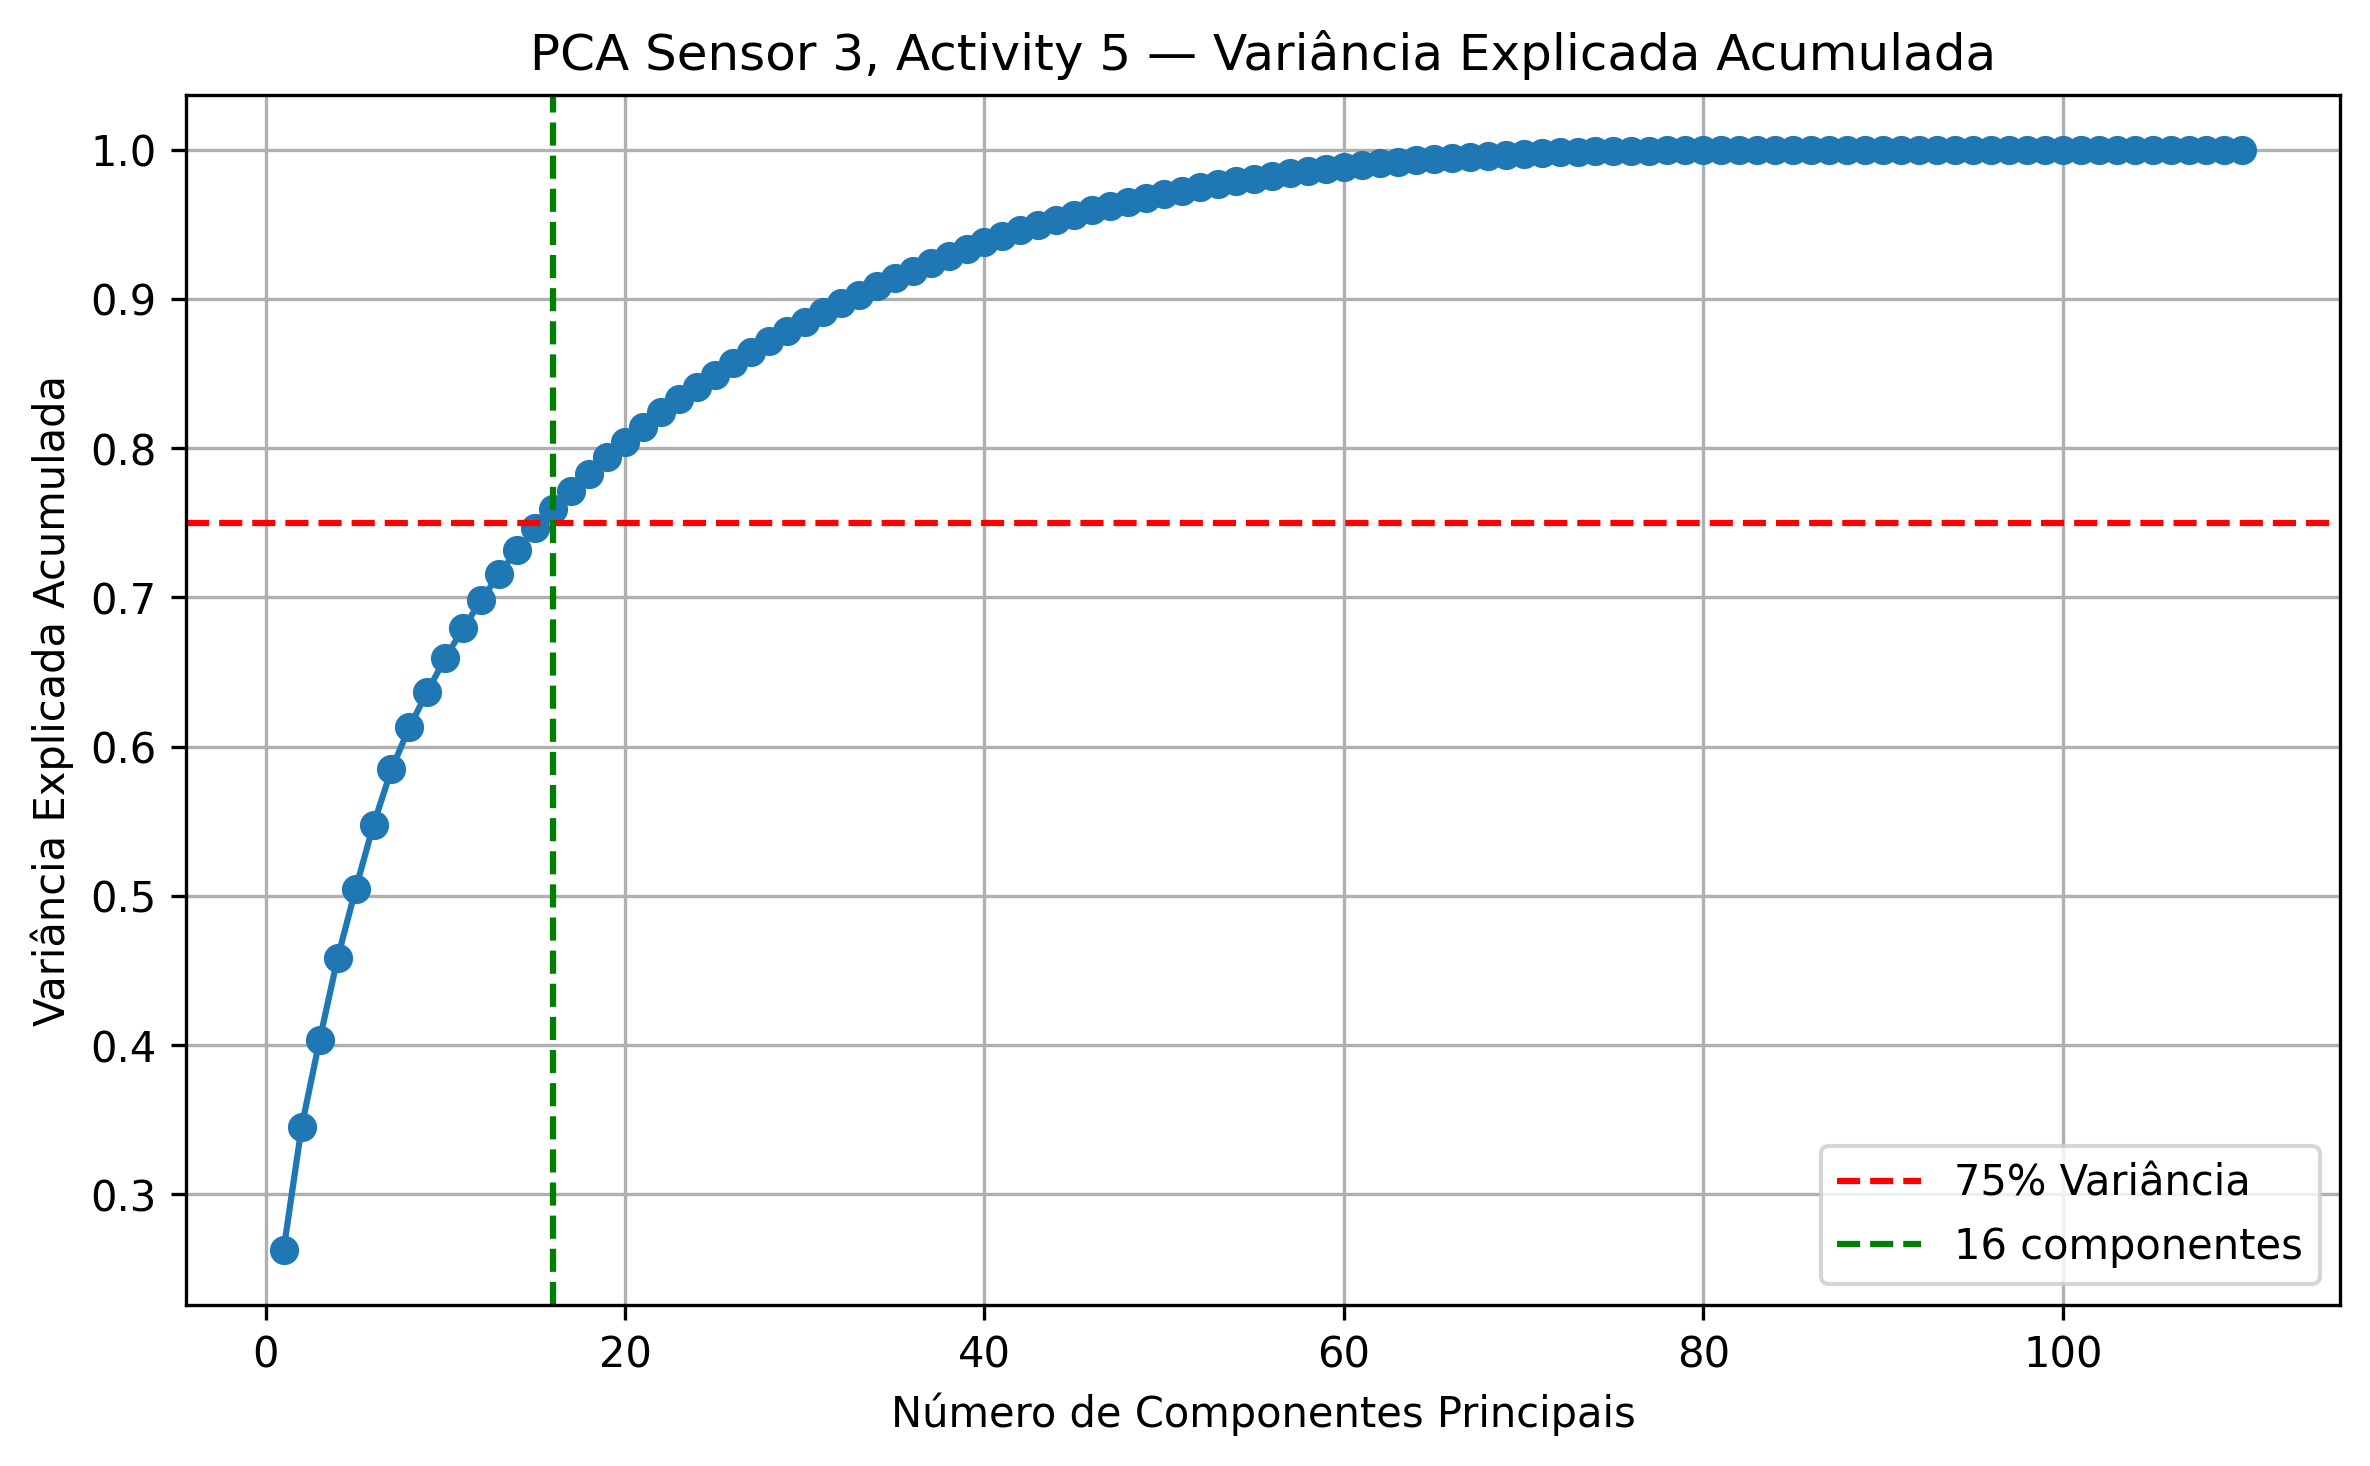 PCA Sensor 3, Activity 5 — Variância Explicada Acumulada
Variância Explicada Acumulada
1.0
0.9
0.8
0.7
0.6
0.5
0.4
0.3
75% Variância
16 componentes
0 20 40 60 80 100
Número de Componentes Principais